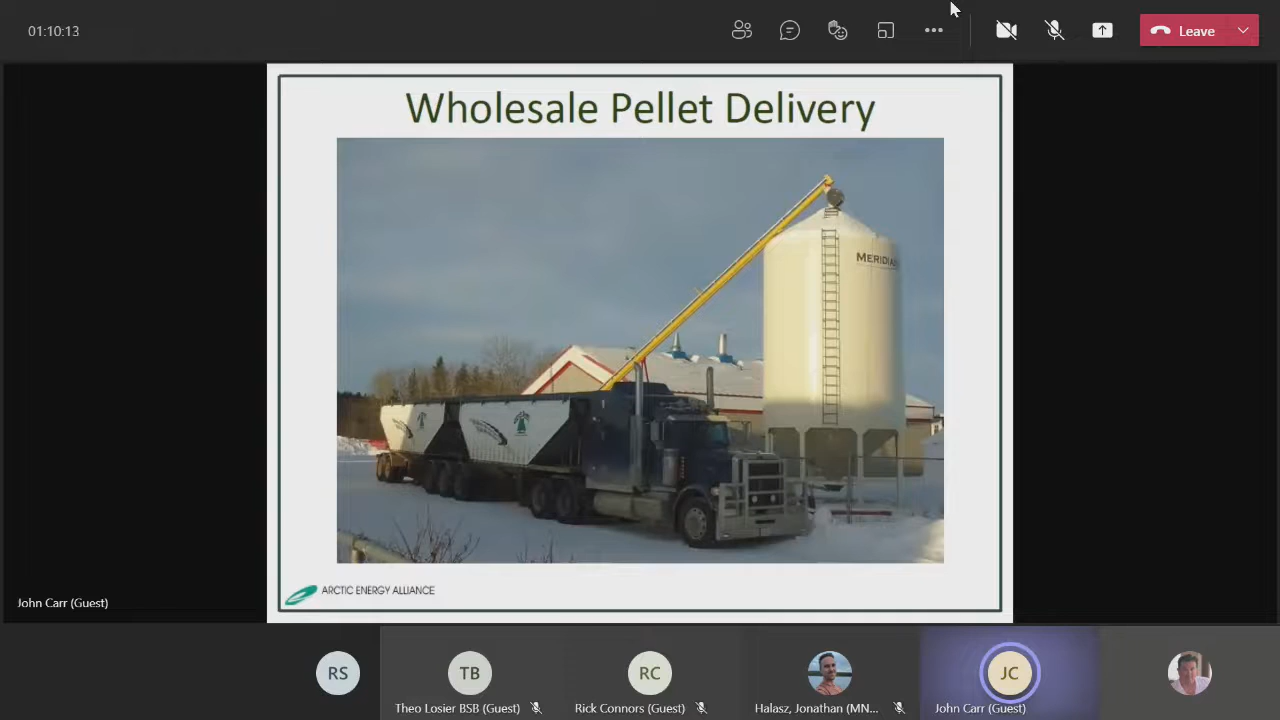 01:10:13
Leave
Wholesale Pellet Delivery
MERIDIAN
ARCTIC ENERGY ALLIANCE
John Carr (Guest)
RS
TB
RC
JC
Theo Losier BSB (Guest)
Rick Connors (Guest)
Halasz, Jonathan (MN...
John Carr (Guest)